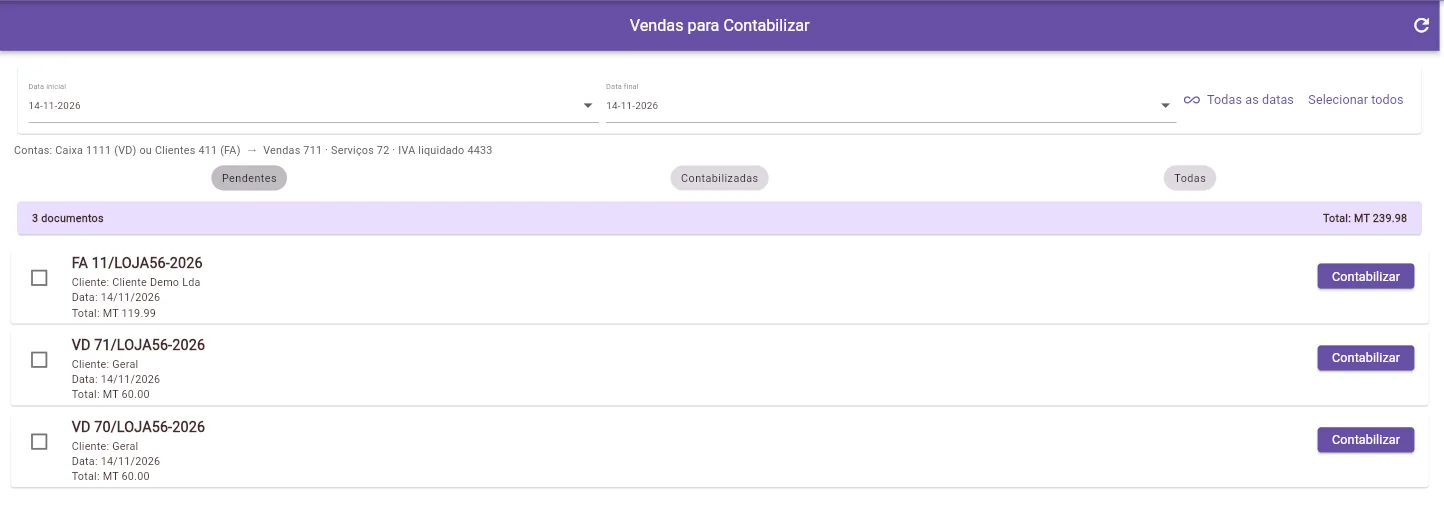 Vendas para Contabilizar
Data inicial
14-11-2026
Data final
14-11-2026
Todas as datas
Selecionar todos
Contas: Caixa 1111 (VD) ou Clientes 411 (FA) → Vendas 711 · Serviços 72 · IVA liquidado 4433
Pendentes
Contabilizadas
Todas
3 documentos
Total: MT 239.98
FA 11/LOJA56-2026
Cliente: Cliente Demo Lda
Data: 14/11/2026
Total: MT 119.99
Contabilizar
VD 71/LOJA56-2026
Cliente: Geral
Data: 14/11/2026
Total: MT 60.00
Contabilizar
VD 70/LOJA56-2026
Cliente: Geral
Data: 14/11/2026
Total: MT 60.00
Contabilizar